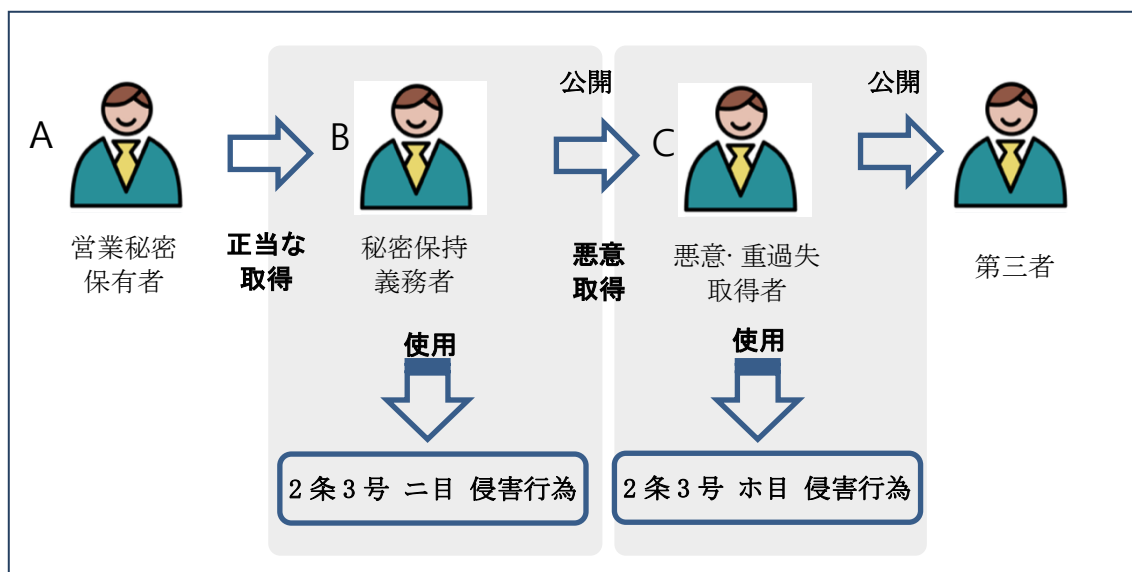 公開
公開
A
B
C
営業秘密
保有者
正当な
取得
秘密保持
義務者
悪意
取得
悪意·重過失
取得者
第三者
使用
使用
2条3号 ニ目 侵害行為
2条3号 ホ目 侵害行為